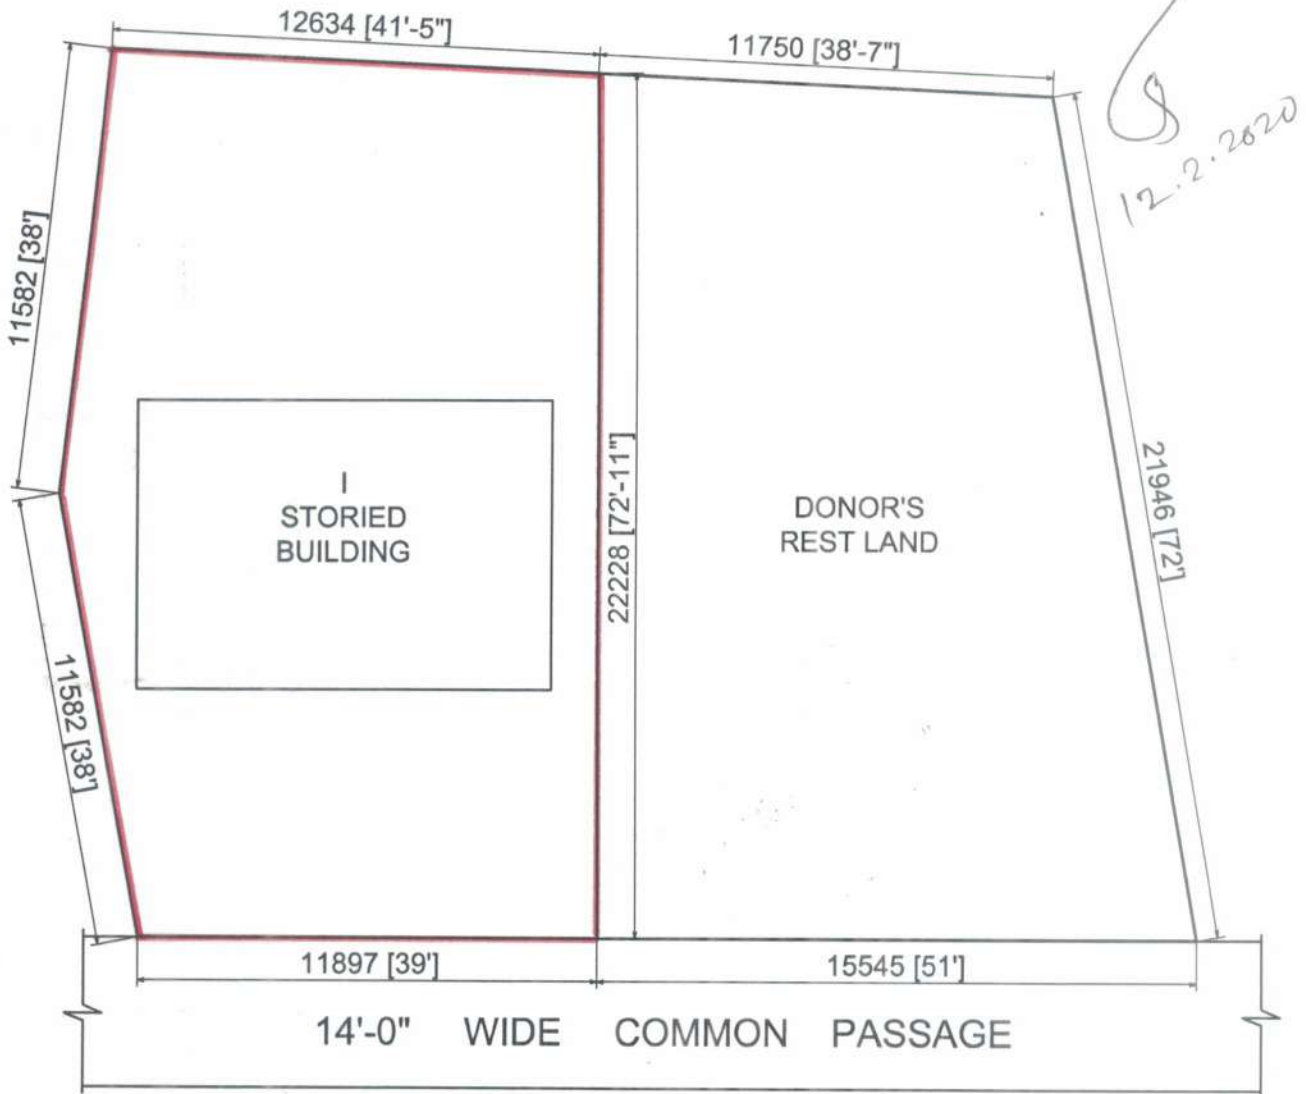 12634 [41'-5"]
11750 [38'-7"]
12.2.2020
11582 [38']
I
STORIED
BUILDING
22228 [72'-11"]
DONOR'S
REST LAND
21946 [72']
11582 [38']
11897 [39']
15545 [51']
14'-0" WIDE COMMON PASSAGE